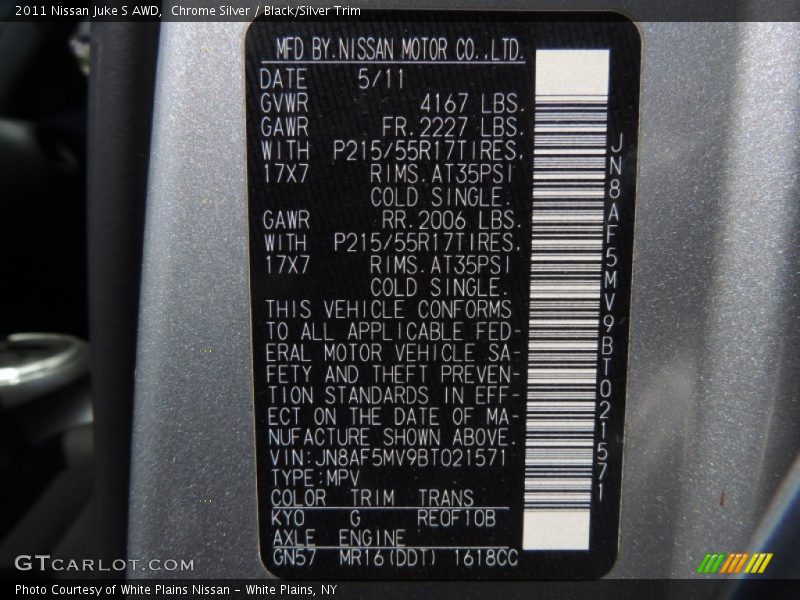 2011 Nissan Juke S AWD,  Chrome Silver / Black/Silver Trim
MFD BY.NISSAN MOTOR CO.,LTD.
DATE 5/11
GVWR 4167 LBS.
GAWR FR.2227 LBS.
WITH P215/55R17TIRES.
17X7 RIMS.AT35PSI
COLD SINGLE.
GAWR RR.2006 LBS.
WITH P215/55R17TIRES.
17X7 RIMS.AT35PSI
COLD SINGLE.
THIS VEHICLE CONFORMS
TO ALL APPLICABLE FED-
ERAL MOTOR VEHICLE SA-
FETY AND THEFT PREVEN-
TION STANDARDS IN EFF-
ECT ON THE DATE OF MA-
NUFACTURE SHOWN ABOVE.
VIN:JN8AF5MV9BT021571
TYPE:MPV
COLOR TRIM TRANS
KYO G RE0F10B
AXLE ENGINE
GN57 MR16(DDT) 1618CC
JN8AF5MV9BT021571
GTCARLOT.COM
Photo Courtesy of White Plains Nissan - White Plains, NY